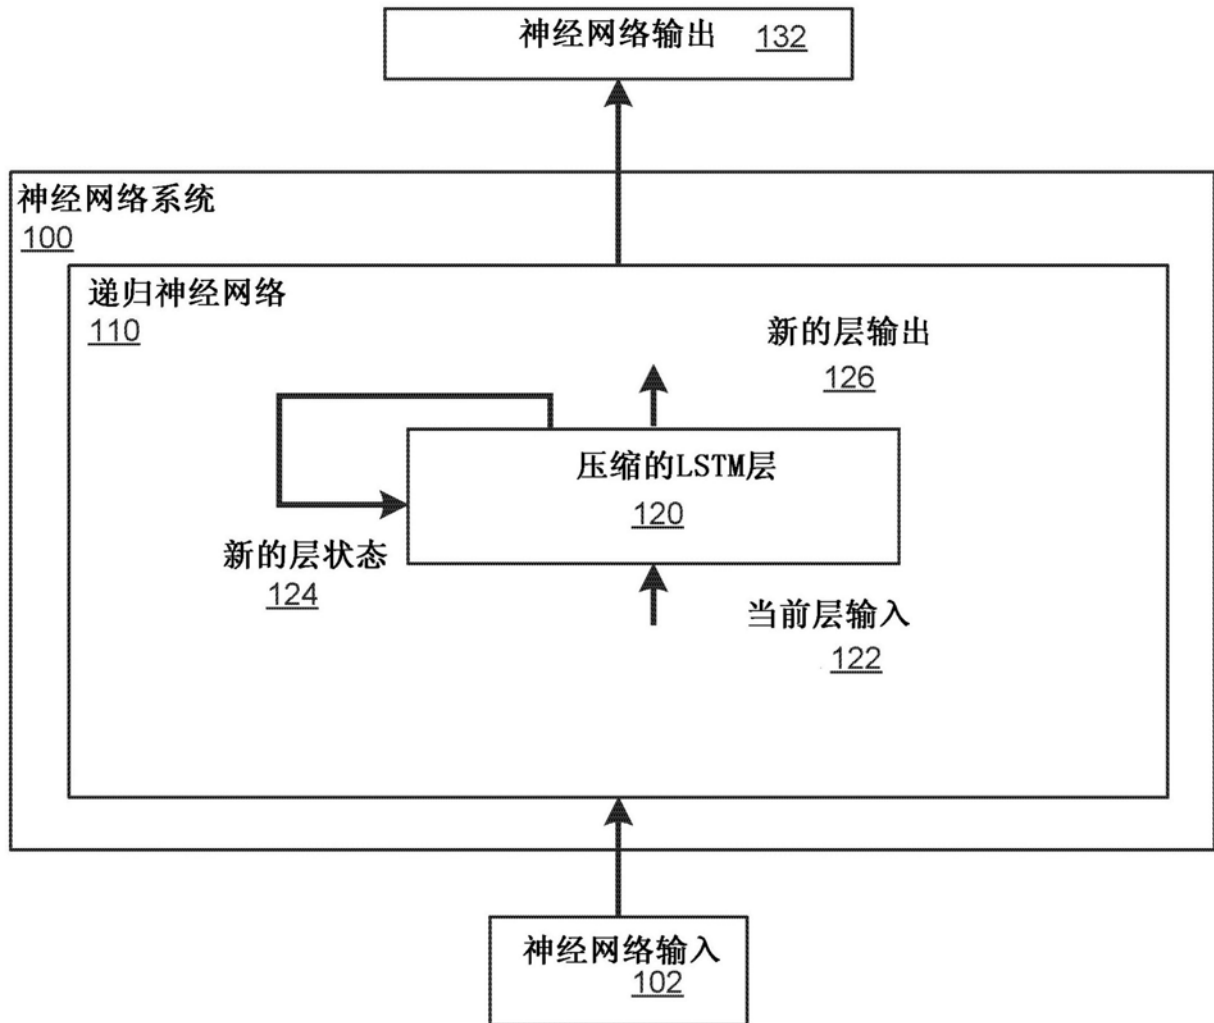 神经网络输出 132
神经网络系统
100
递归神经网络
110
新的层输出
126
压缩的LSTM层
120
新的层状态
124
当前层输入
122
神经网络输入
102